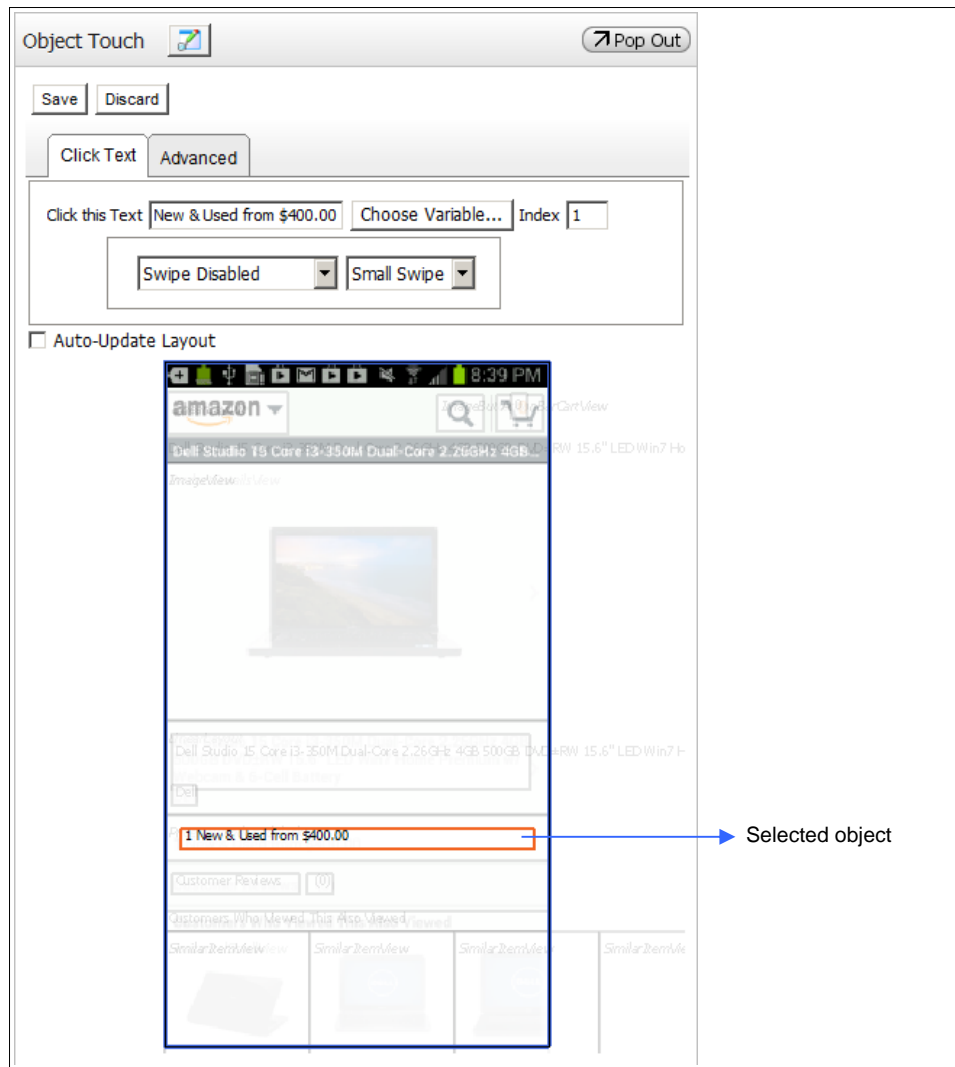 Object Touch
Pop Out
Save Discard
Click Text Advanced
Click this Text New & Used from $400.00 Choose Variable... Index 1
Swipe Disabled Small Swipe
Auto-Update Layout
8:39 PM
amazon
Dell Studio 15 Core i3-350M Dual-Core 2.26GHz 4GB...
ImageView
Dell Studio 15 Core i3-350M Dual-Core 2.26GHz 4GB 500GB DVD±RW 15.6" LED Win7 H
Dell
1 New & Used from $400.00
Selected object
Customer Reviews (0)
Customers Who Viewed This Also Viewed
SimilarItemView SimilarItemView SimilarItemView SimilarItemVie